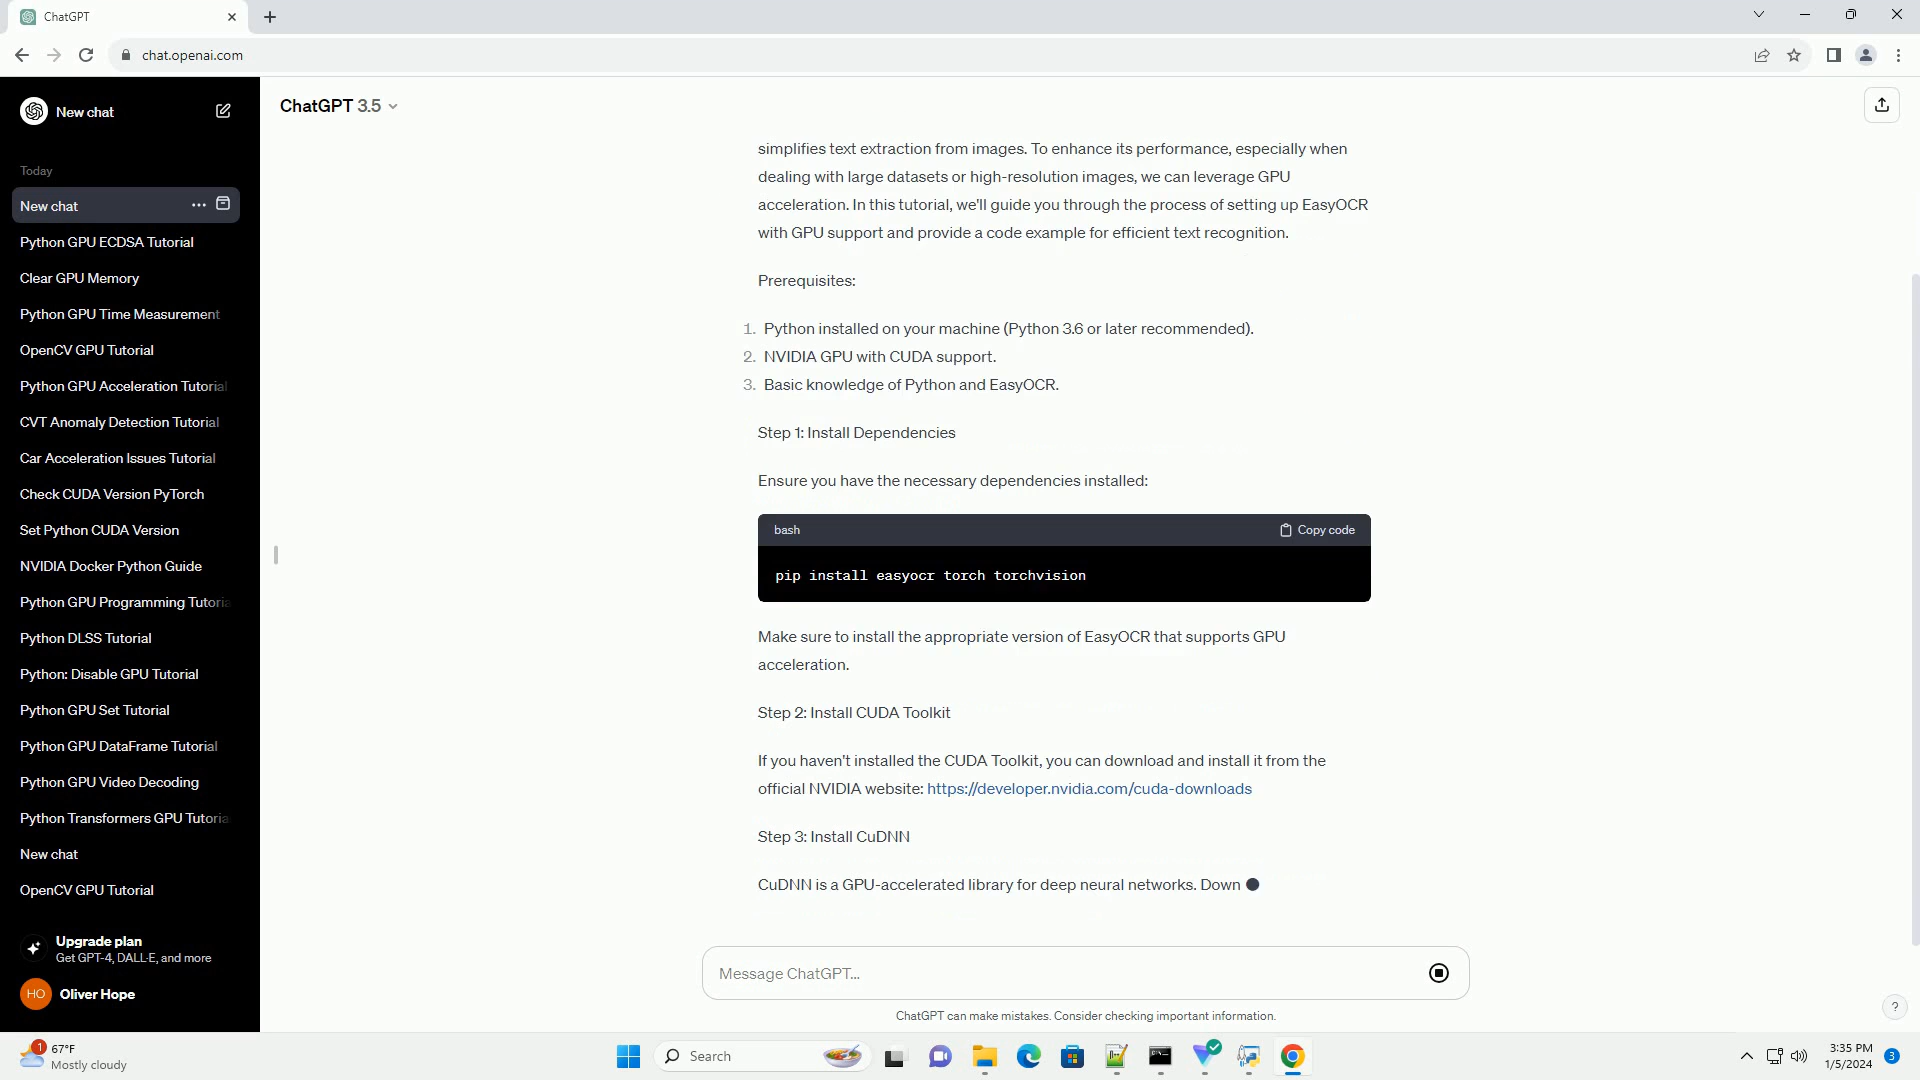 ChatGPT
chat.openai.com
New chat
ChatGPT 3.5
Today
New chat
Python GPU ECDSA Tutorial
Clear GPU Memory
Python GPU Time Measurement
OpenCV GPU Tutorial
Python GPU Acceleration Tutorial
CVT Anomaly Detection Tutorial
Car Acceleration Issues Tutorial
Check CUDA Version PyTorch
Set Python CUDA Version
NVIDIA Docker Python Guide
Python GPU Programming Tutoria
Python DLSS Tutorial
Python: Disable GPU Tutorial
Python GPU Set Tutorial
Python GPU DataFrame Tutorial
Python GPU Video Decoding
Python Transformers GPU Tutoria
New chat
OpenCV GPU Tutorial
Upgrade plan
Get GPT-4, DALL·E, and more
HO Oliver Hope
simplifies text extraction from images. To enhance its performance, especially when
dealing with large datasets or high-resolution images, we can leverage GPU
acceleration. In this tutorial, we'll guide you through the process of setting up EasyOCR
with GPU support and provide a code example for efficient text recognition.
Prerequisites:
1. Python installed on your machine (Python 3.6 or later recommended).
2. NVIDIA GPU with CUDA support.
3. Basic knowledge of Python and EasyOCR.
Step 1: Install Dependencies
Ensure you have the necessary dependencies installed:
bash Copy code
pip install easyocr torch torchvision
Make sure to install the appropriate version of EasyOCR that supports GPU
acceleration.
Step 2: Install CUDA Toolkit
If you haven't installed the CUDA Toolkit, you can download and install it from the
official NVIDIA website: https://developer.nvidia.com/cuda-downloads
Step 3: Install CuDNN
CuDNN is a GPU-accelerated library for deep neural networks. Down
Message ChatGPT...
ChatGPT can make mistakes. Consider checking important information.
?
1
67°F
Mostly cloudy
Search
3:35 PM
1/5/2024
3